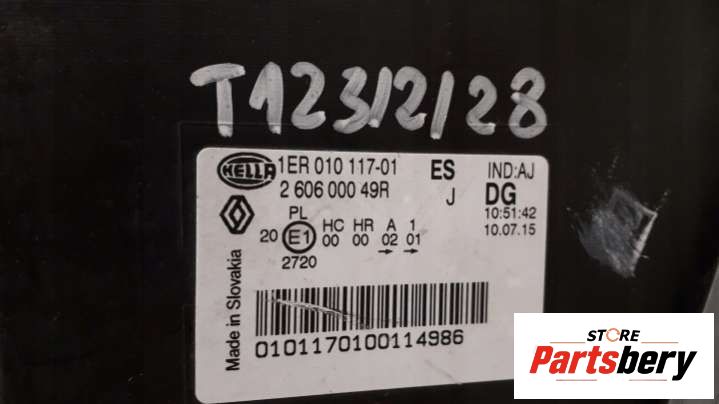 T123/2/28
HELLA 1ER 010 117-01 ES IND:AJ
2 606 000 49R J DG
10:51:42
10.07.15
PL HC HR A 1
20 E1 00 00 02 01
2720
Made in Slovakia
0101170100114986
STORE
Partsbery